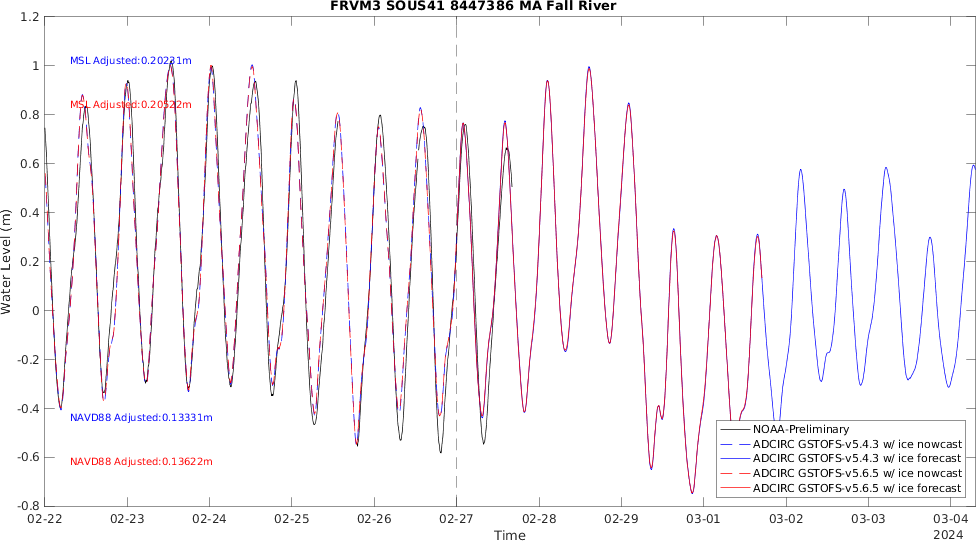 FRVM3 SOUS41 8447386 MA Fall River
1.2
1
0.8
0.6
0.4
0.2
0
-0.2
-0.4
-0.6
-0.8
Water Level (m)
MSL Adjusted:0.20231m
MSL Adjusted:0.20522m
NAVD88 Adjusted:0.13331m
NAVD88 Adjusted:0.13622m
NOAA-Preliminary
ADCIRC GSTOFS-v5.4.3 w/ ice nowcast
ADCIRC GSTOFS-v5.4.3 w/ ice forecast
ADCIRC GSTOFS-v5.6.5 w/ ice nowcast
ADCIRC GSTOFS-v5.6.5 w/ ice forecast
02-22 02-23 02-24 02-25 02-26 02-27 02-28 02-29 03-01 03-02 03-03 03-04
Time 2024